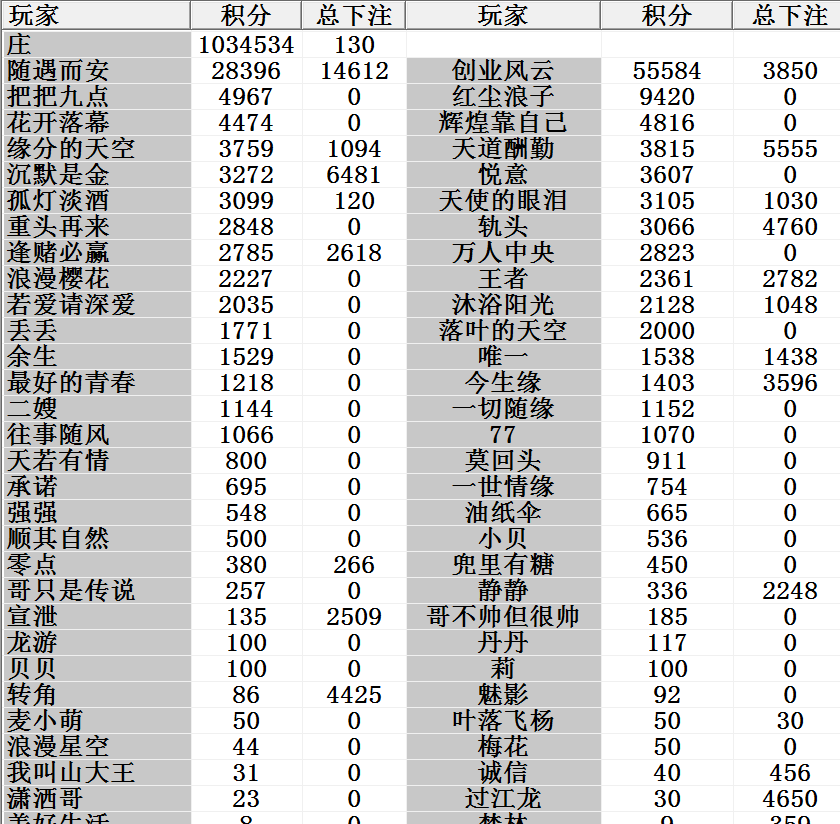 玩家 积分 总下注 玩家 积分 总下注
庄 1034534 130
随遇而安 28396 14612 创业风云 55584 3850
把把九点 4967 0 红尘浪子 9420 0
花开落幕 4474 0 辉煌靠自己 4816 0
缘分的天空 3759 1094 天道酬勤 3815 5555
沉默是金 3272 6481 悦意 3607 0
孤灯淡酒 3099 120 天使的眼泪 3105 1030
重头再来 2848 0 轨头 3066 4760
逢赌必赢 2785 2618 万人中央 2823 0
浪漫樱花 2227 0 王者 2361 2782
若爱请深爱 2035 0 沐浴阳光 2128 1048
丢丢 1771 0 落叶的天空 2000 0
余生 1529 0 唯一 1538 1438
最好的青春 1218 0 今生缘 1403 3596
二嫂 1144 0 一切随缘 1152 0
往事随风 1066 0 77 1070 0
天若有情 800 0 莫回头 911 0
承诺 695 0 一世情缘 754 0
强强 548 0 油纸伞 665 0
顺其自然 500 0 小贝 536 0
零点 380 266 兜里有糖 450 0
哥只是传说 257 0 静静 336 2248
宣泄 135 2509 哥不帅但很帅 185 0
龙游 100 0 丹丹 117 0
贝贝 100 0 莉 100 0
转角 86 4425 魅影 92 0
麦小萌 50 0 叶落飞杨 50 30
浪漫星空 44 0 梅花 50 0
我叫山大王 31 0 诚信 40 456
潇洒哥 23 0 过江龙 30 4650
美好生活 8 0 梦林 9 359